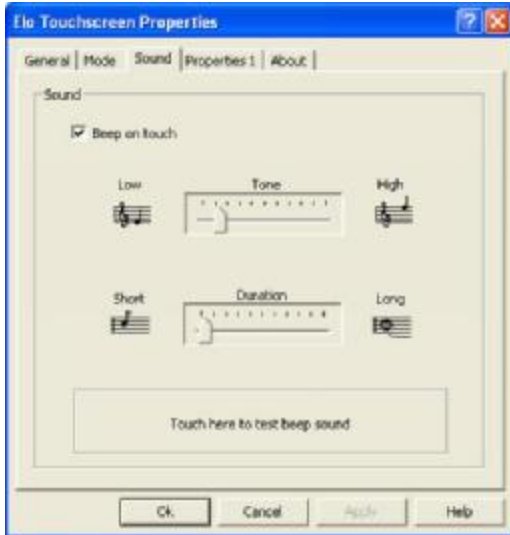 Elo Touchscreen Properties
General Mode Sound Properties 1 About
Sound
Beep on touch
Low Tone High
Short Duration Long
Touch here to test beep sound
Ok Cancel Apply Help